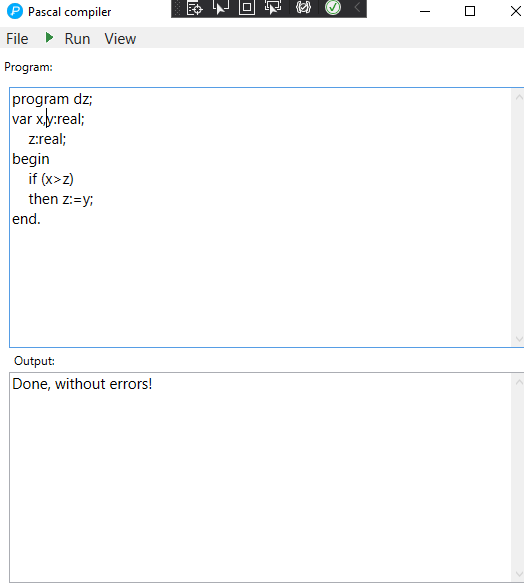 Pascal compiler
File Run View
Program:
program dz;
var x,y:real;
z:real;
begin
if (x>z)
then z:=y;
end.
Output:
Done, without errors!